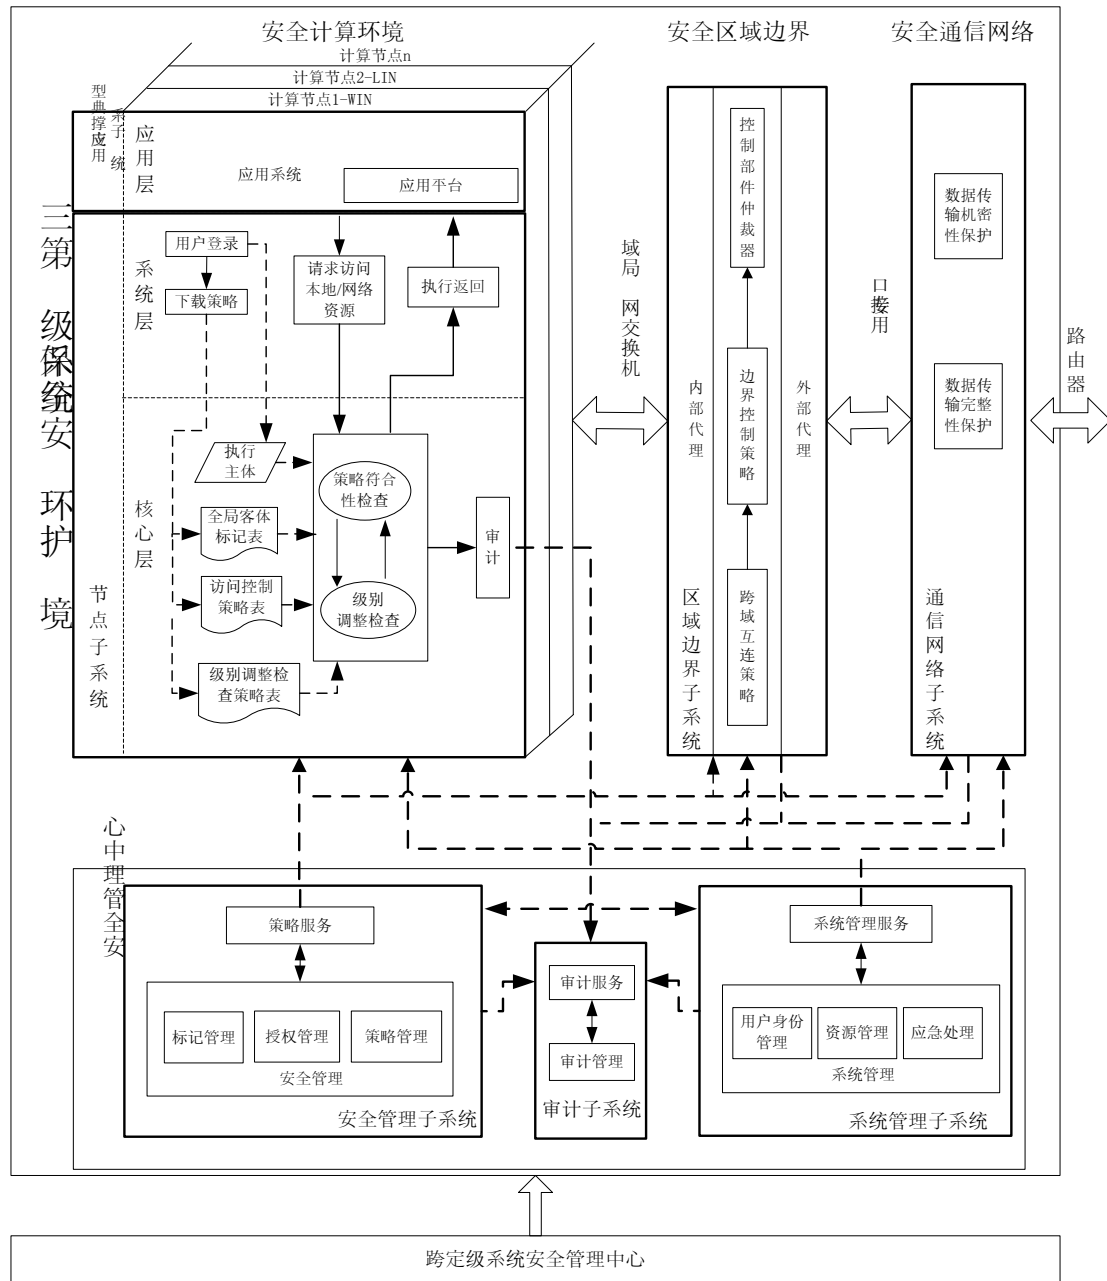 安全计算环境
安全区域边界
安全通信网络
计算节点n
计算节点2-LIN
计算节点1-WIN
型典撑应用
系子 统
应用层
应用系统
应用平台
三第 级 环护 境
系统层
用户登录
下载策略
请求访问
本地/网络
资源
执行返回
核心层
执行
主体
全局客体
标记表
访问控制
策略表
级别调整检
查策略表
策略符合
性检查
级别
调整检查
审计
节点子系统
域局 网交换机
内部代理
控制部件仲裁器
边界控制策略
跨域互连策略
外部代理
区域边界子系统
数据传
输机密
性保护
数据传
输完整
性保护
通信网络子系统
路由器
心中理管全安
策略服务
标记管理
授权管理
策略管理
安全管理
安全管理子系统
审计服务
审计管理
审计子系统
系统管理服务
用户身份
管理
资源管理
应急处理
系统管理
系统管理子系统
跨定级系统安全管理中心